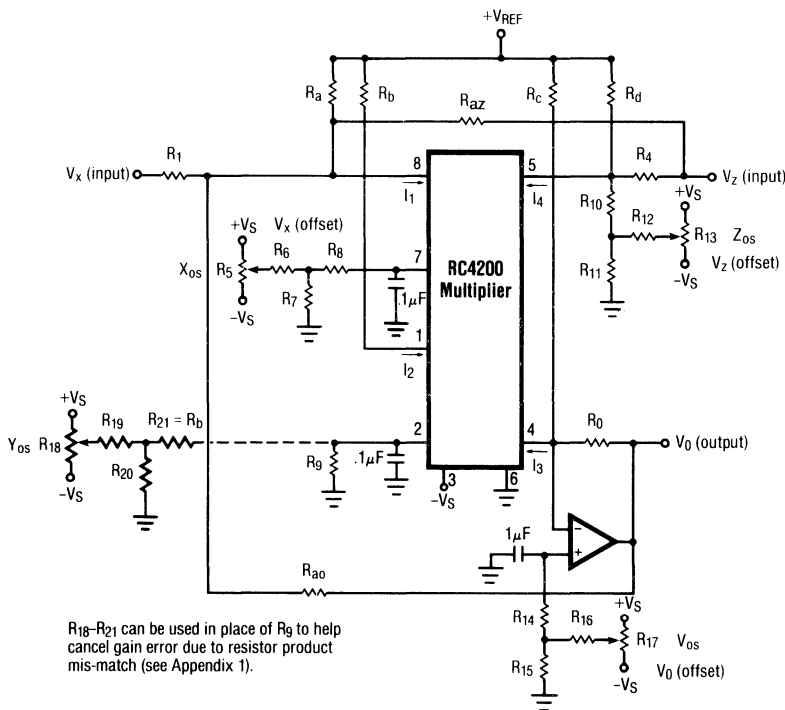 +VREF
Ra
Rb
Rc
Rd
Raz
Vx (input)
R1
8
5
R4
Vz (input)
I1
I4
R10
+VS
R12
R13
Zos
Vz (offset)
R11
-VS
+VS
Vx (offset)
Xos
R5
R6
R8
7
R7
.1µF
-VS
RC4200
Multiplier
1
I2
+VS
Yos
R18
R19
R21 = Rb
2
4
R0
V0 (output)
R20
R9
.1µF
I3
-VS
3
-VS
6
1µF
-
+
Rao
R14
R16
+VS
R17
Vos
R15
V0 (offset)
-VS
R18–R21 can be used in place of R9 to help
cancel gain error due to resistor product
mis-match (see Appendix 1).